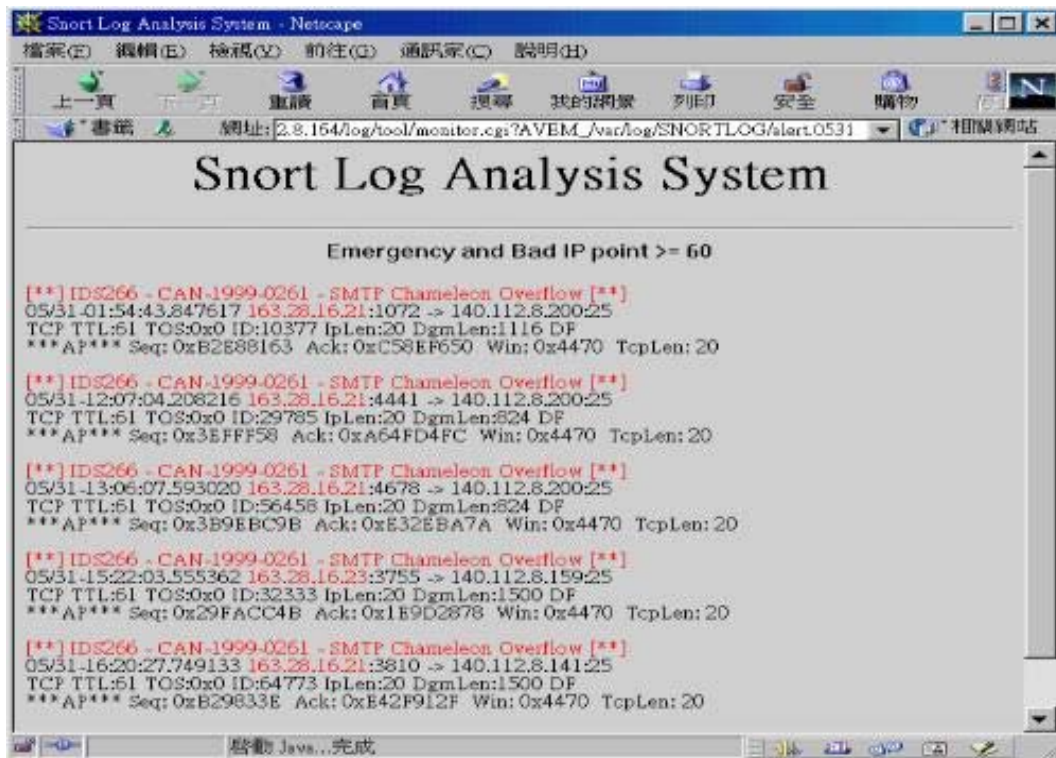 Snort Log Analysis System - Netscape
檔案(F) 編輯(E) 檢視(V) 前往(G) 通訊家(C) 說明(H)
上一頁 下一頁 重讀 首頁 搜尋 我的網景 列印 安全 購物
書籤 網址: 2.8.164/log/tool/monitor.cgi?AVEM_/var/log/SNORTLOG/alert.0531 相關網站
Snort Log Analysis System
Emergency and Bad IP point >= 60
[**] IDS266 - CAN-1999-0261 - SMTP Chameleon Overflow [**]
05/31-01:54:43.847617 163.28.16.21:1072 -> 140.112.8.200:25
TCP TTL:61 TOS:0x0 ID:10377 IpLen:20 DgmLen:1116 DF
***AP*** Seq: 0xB2E88163 Ack: 0xC58EF650 Win: 0x4470 TcpLen: 20
[**] IDS266 - CAN-1999-0261 - SMTP Chameleon Overflow [**]
05/31-12:07:04.208216 163.28.16.21:4441 -> 140.112.8.200:25
TCP TTL:61 TOS:0x0 ID:29785 IpLen:20 DgmLen:824 DF
***AP*** Seq: 0x3EFFF58 Ack: 0xA64FD4FC Win: 0x4470 TcpLen: 20
[**] IDS266 - CAN-1999-0261 - SMTP Chameleon Overflow [**]
05/31-13:06:07.593020 163.28.16.21:4678 -> 140.112.8.200:25
TCP TTL:61 TOS:0x0 ID:56458 IpLen:20 DgmLen:824 DF
***AP*** Seq: 0x3B9EBC9B Ack: 0xE32EBA7A Win: 0x4470 TcpLen: 20
[**] IDS266 - CAN-1999-0261 - SMTP Chameleon Overflow [**]
05/31-15:22:03.555362 163.28.16.23:3755 -> 140.112.8.159:25
TCP TTL:61 TOS:0x0 ID:32333 IpLen:20 DgmLen:1500 DF
***AP*** Seq: 0x29FACC4B Ack: 0x1E9D2878 Win: 0x4470 TcpLen: 20
[**] IDS266 - CAN-1999-0261 - SMTP Chameleon Overflow [**]
05/31-16:20:27.749133 163.28.16.21:3810 -> 140.112.8.141:25
TCP TTL:61 TOS:0x0 ID:64773 IpLen:20 DgmLen:1500 DF
***AP*** Seq: 0xB29833E Ack: 0xE42F912F Win: 0x4470 TcpLen: 20
啓動 Java...完成